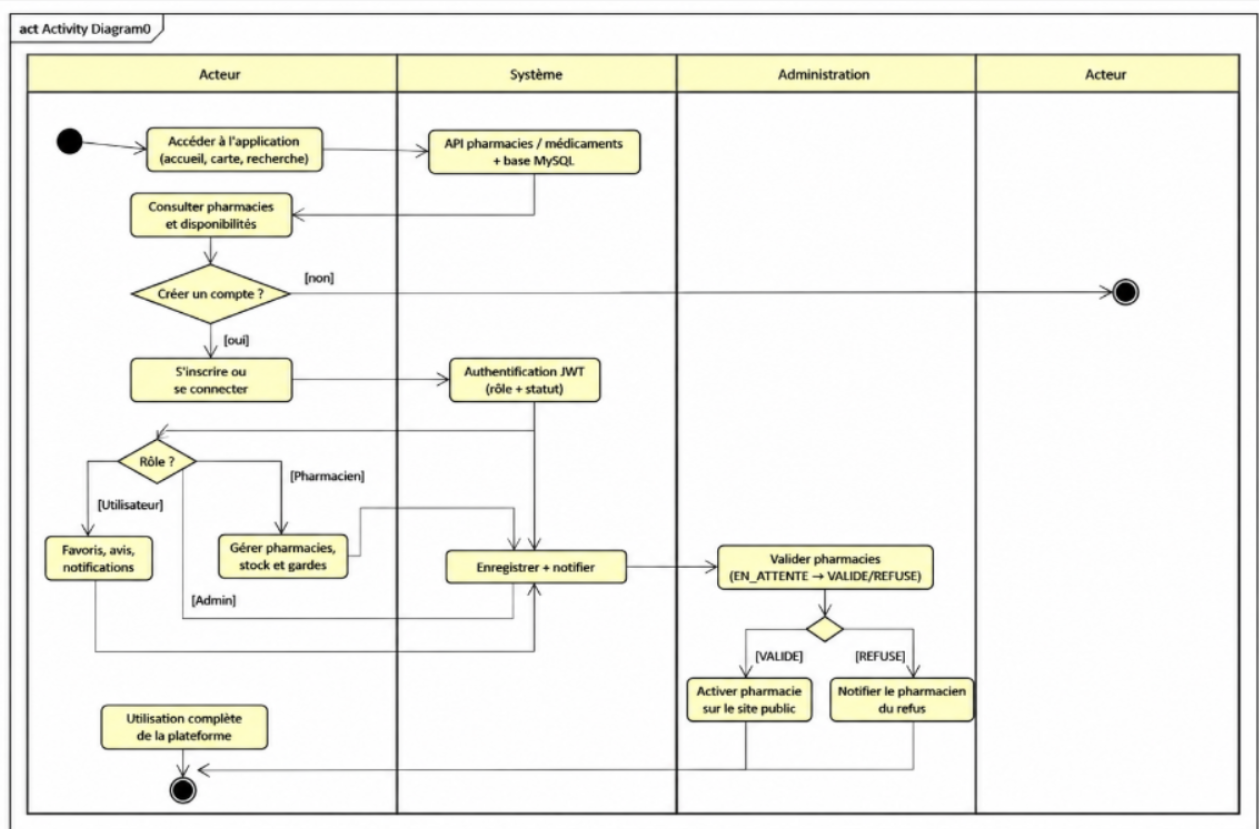 act Activity Diagram0
Acteur
Système
Administration
Acteur
Accéder à l'application
(accueil, carte, recherche)
API pharmacies / médicaments
+ base MySQL
Consulter pharmacies
et disponibilités
Créer un compte ?
[non]
[oui]
S'inscrire ou
se connecter
Authentification JWT
(rôle + statut)
Rôle ?
[Pharmacien]
[Utilisateur]
Favoris, avis,
notifications
Gérer pharmacies,
stock et gardes
Enregistrer + notifier
Valider pharmacies
(EN_ATTENTE → VALIDE/REFUSE)
[Admin]
[VALIDE]
[REFUSE]
Activer pharmacie
sur le site public
Notifier le pharmacien
du refus
Utilisation complète
de la plateforme